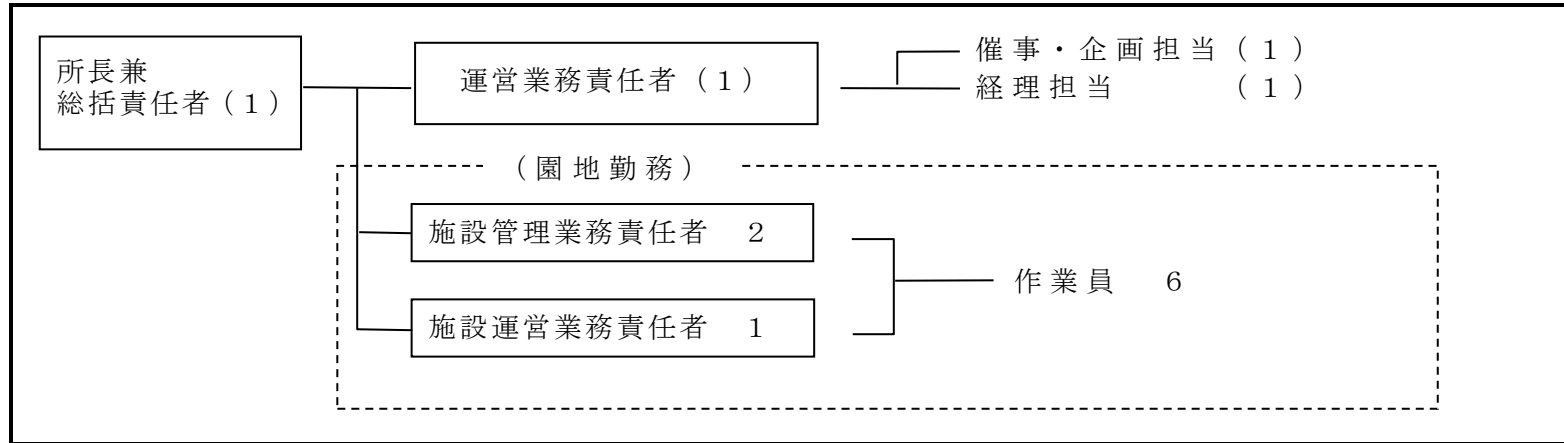 所長兼
総括責任者（１）
運営業務責任者（１）
催事・企画担当（１）
経理担当　　　（１）
（園地勤務）
施設管理業務責任者　２
施設運営業務責任者　１
作業員　６